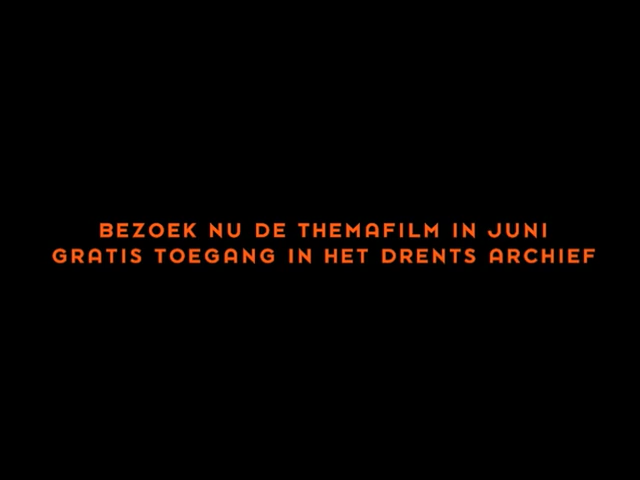 BEZOEK NU DE THEMAFILM IN JUNI
GRATIS TOEGANG IN HET DRENTS ARCHIEF